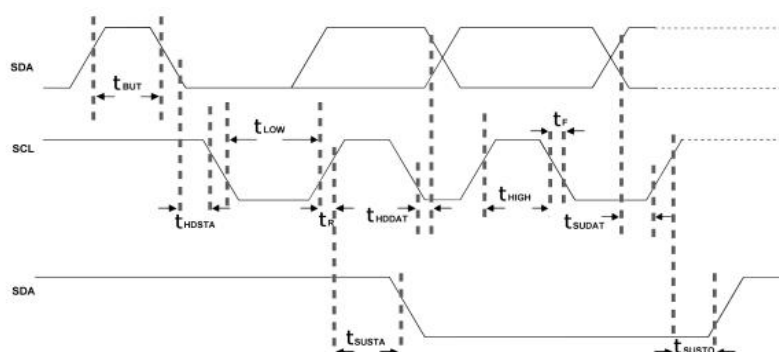 SDA
tBUT
tLOW
tF
SCL
tHDSTA
tR
tHDDAT
tHIGH
tSUDAT
SDA
tSUSTA
tSUSTO